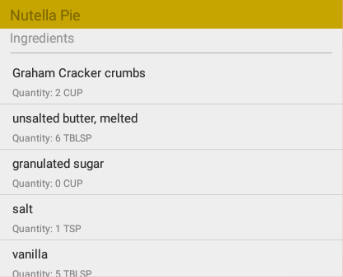 Nutella Pie
Ingredients
Graham Cracker crumbs
Quantity: 2 CUP
unsalted butter, melted
Quantity: 6 TBLSP
granulated sugar
Quantity: 0 CUP
salt
Quantity: 1 TSP
vanilla
Quantity: 5 TBLSP